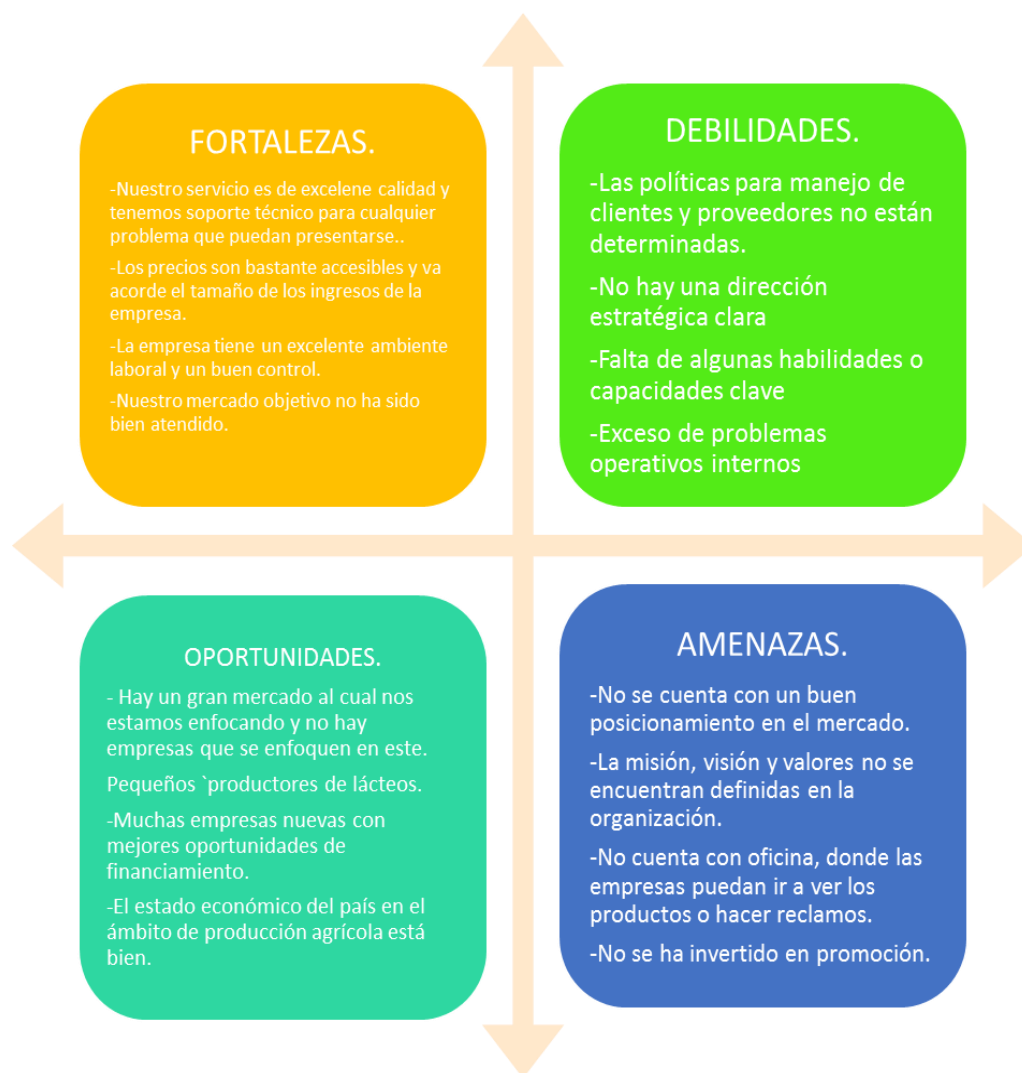 FORTALEZAS.
-Nuestro servicio es de excelene calidad y
tenemos soporte técnico para cualquier
problema que puedan presentarse..
-Los precios son bastante accesibles y va
acorde el tamaño de los ingresos de la
empresa.
-La empresa tiene un excelente ambiente
laboral y un buen control.
-Nuestro mercado objetivo no ha sido
bien atendido.
DEBILIDADES.
-Las políticas para manejo de
clientes y proveedores no están
determinadas.
-No hay una dirección
estratégica clara
-Falta de algunas habilidades o
capacidades clave
-Exceso de problemas
operativos internos
OPORTUNIDADES.
- Hay un gran mercado al cual nos
estamos enfocando y no hay
empresas que se enfoquen en este.
Pequeños `productores de lácteos.
-Muchas empresas nuevas con
mejores oportunidades de
financiamiento.
-El estado económico del país en el
ámbito de producción agrícola está
bien.
AMENAZAS.
-No se cuenta con un buen
posicionamiento en el mercado.
-La misión, visión y valores no se
encuentran definidas en la
organización.
-No cuenta con oficina, donde las
empresas puedan ir a ver los
productos o hacer reclamos.
-No se ha invertido en promoción.